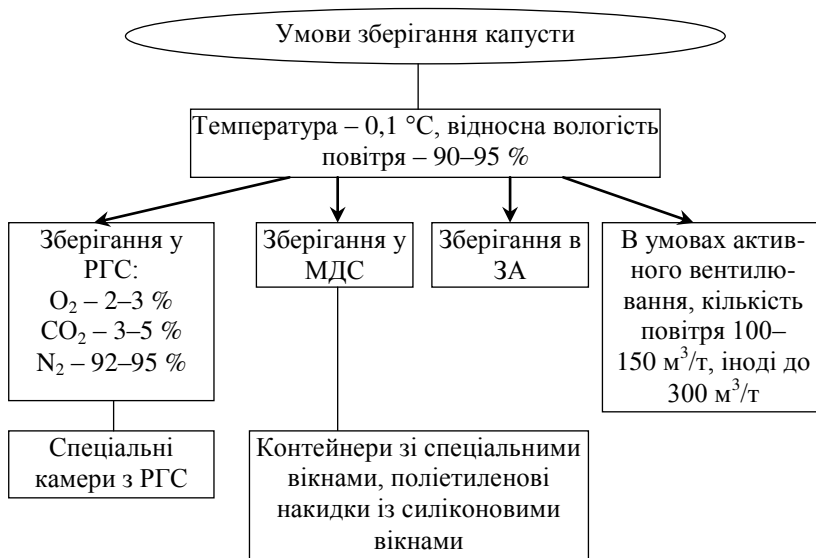 Умови зберігання капусти
Температура – 0,1 °С, відносна вологість
повітря – 90–95 %
Зберігання у
РГС:
O₂ – 2–3 %
CO₂ – 3–5 %
N₂ – 92–95 %
Зберігання у
МДС
Зберігання в
ЗА
В умовах актив-
ного вентилю-
вання, кількість
повітря 100–
150 м³/т, іноді до
300 м³/т
Спеціальні
камери з РГС
Контейнери зі спеціальними
вікнами, поліетиленові
накидки із силіконовими
вікнами